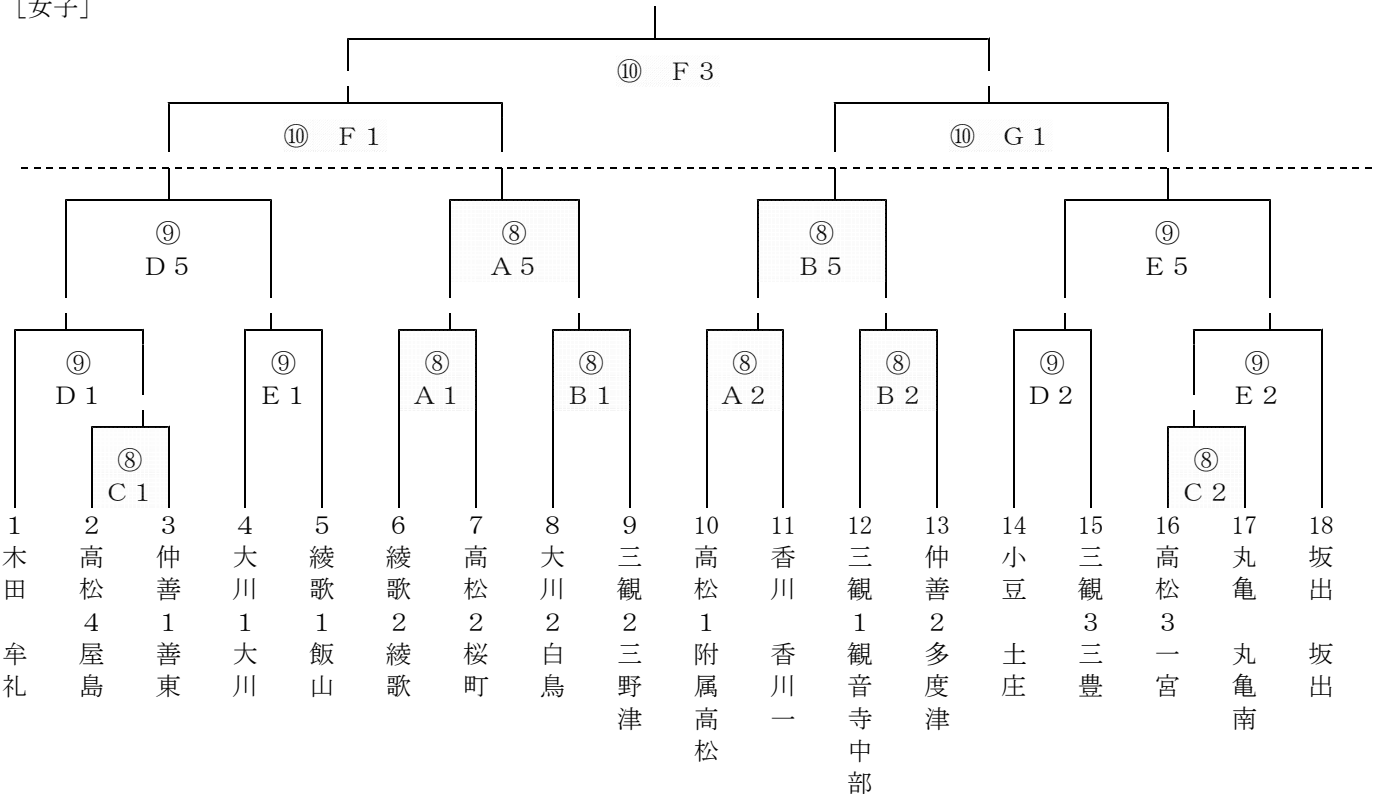 ［女子］
⑩　Ｆ３
⑩　Ｆ１
⑩　Ｇ１
⑨
Ｄ５
⑧
Ａ５
⑧
Ｂ５
⑨
Ｅ５
⑨
Ｄ１
⑨
Ｅ１
⑧
Ａ１
⑧
Ｂ１
⑧
Ａ２
⑧
Ｂ２
⑨
Ｄ２
⑨
Ｅ２
⑧
Ｃ１
⑧
Ｃ２
1 木田　牟礼
2 高松４屋島
3 仲善１善東
4 大川１大川
5 綾歌１飯山
6 綾歌２綾歌
7 高松２桜町
8 大川２白鳥
9 三観２三野津
10 高松１附属高松
11 香川　香川一
12 三観１観音寺中部
13 仲善２多度津
14 小豆　土庄
15 三観３三豊
16 高松３一宮
17 丸亀　丸亀南
18 坂出　坂出